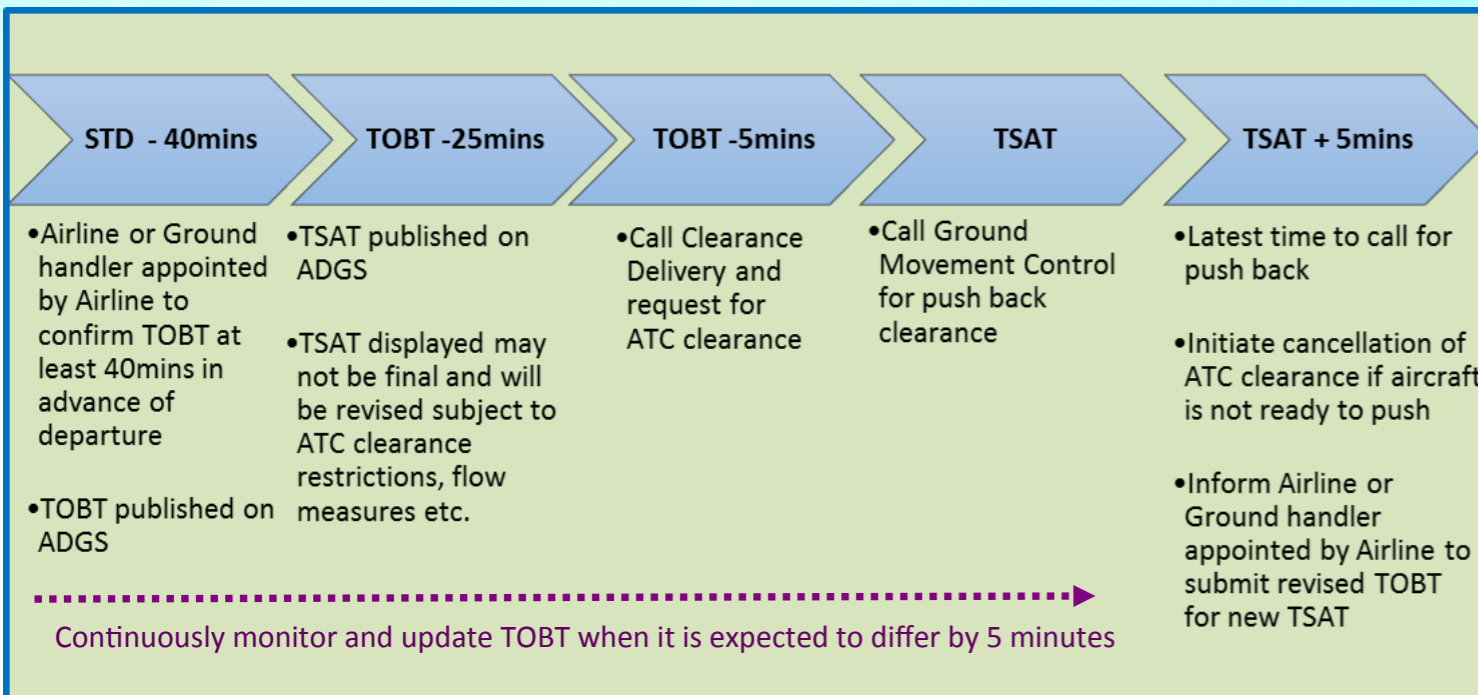 STD - 40mins
TOBT -25mins
TOBT -5mins
TSAT
TSAT + 5mins
•Airline or Ground
handler appointed
by Airline to
confirm TOBT at
least 40mins in
advance of
departure
•TOBT published on
ADGS
•TSAT published on
ADGS
•TSAT displayed may
not be final and will
be revised subject to
ATC clearance
restrictions, flow
measures etc.
•Call Clearance
Delivery and
request for
ATC clearance
•Call Ground
Movement Control
for push back
clearance
•Latest time to call for
push back
•Initiate cancellation of
ATC clearance if aircraft
is not ready to push
•Inform Airline or
Ground handler
appointed by Airline to
submit revised TOBT
for new TSAT
Continuously monitor and update TOBT when it is expected to differ by 5 minutes